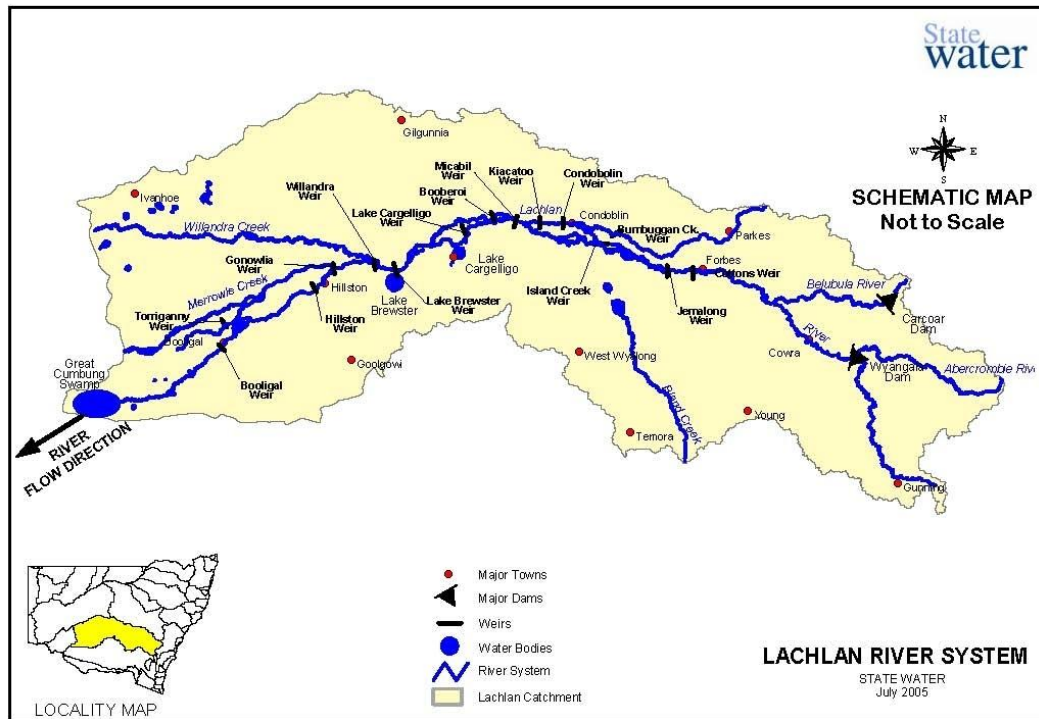 State
water
N
W E
S
SCHEMATIC MAP
Not to Scale
Gilgunnia
Ivanhoe
Willandra Creek
Willandra
Weir
Lake Cargelligo
Weir
Booberoi
Weir
Micabil
Weir
Kiacatoo
Weir
Condobolin
Weir
Lachlan
Condoblin
Bumbuggan Ck.
Weir
Parkes
Forbes
Cottons Weir
Belubula River
Carcoar
Dam
Gonowlia
Weir
Merrowie Creek
Hillston
Lake
Brewster
Lake
Cargelligo
Lake Brewster
Weir
Island Creek
Weir
Jemalong
Weir
River
Torriganny
Weir
Booligal
Hillston
Weir
Goolgowi
West Wyalong
Cowra
Wyangala
Dam
Abercrombie Rive
Great
Cumbung
Swamp
Booligal
Weir
Bland Creek
Young
Temora
Gunning
RIVER
FLOW DIRECTION
Major Towns
Major Dams
Weirs
Water Bodies
River System
Lachlan Catchment
LOCALITY MAP
LACHLAN RIVER SYSTEM
STATE WATER
July 2005